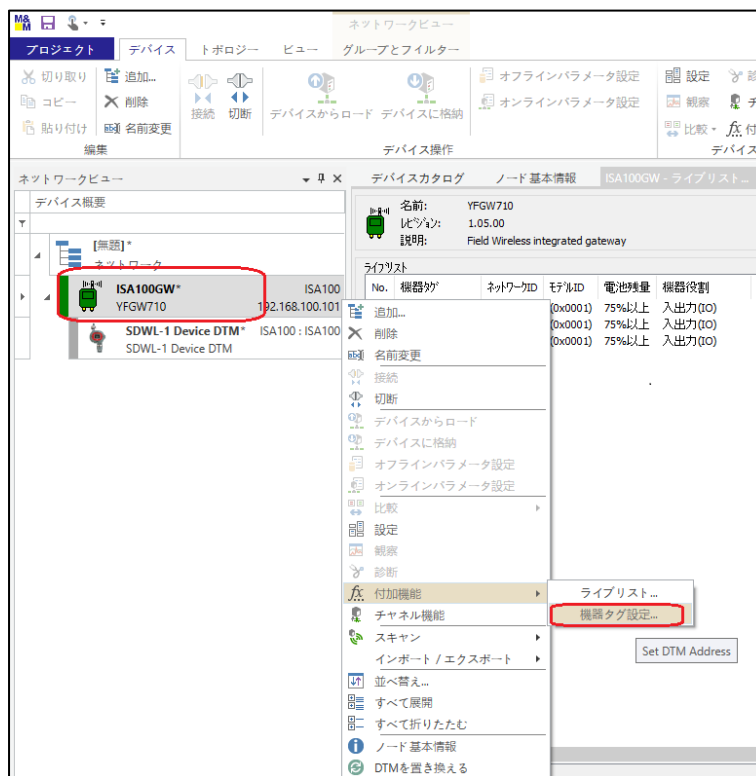 M&M
ネットワークビュー
プロジェクト デバイス トポロジー ビュー グループとフィルター
切り取り 追加... オフラインパラメータ設定 設定
コピー 削除 接続 切断 デバイスからロード デバイスに格納 オンラインパラメータ設定 観察
貼り付け 名前変更 比較
編集 デバイス操作 デバイス
ネットワークビュー デバイスカタログ ノード基本情報 ISA100GW - ライブリスト...
デバイス概要
名前: YFGW710
レビジョン: 1.05.00
説明: Field Wireless integrated gateway
[無題]*
ネットワーク
ライブリスト
No. 機器タグ ネットワークID モデルID 電池残量 機器役割
ISA100GW* ISA100
YFGW710 192.168.100.101
(0x0001) 75%以上 入出力(IO)
(0x0001) 75%以上 入出力(IO)
(0x0001) 75%以上 入出力(IO)
SDWL-1 Device DTM* ISA100 : ISA100
SDWL-1 Device DTM
追加...
削除
名前変更
接続
切断
デバイスからロード
デバイスに格納
オフラインパラメータ設定
オンラインパラメータ設定
比較
設定
観察
診断
付加機能
ライブリスト...
チャネル機能
機器タグ設定...
スキャン
Set DTM Address
インポート / エクスポート
並べ替え...
すべて展開
すべて折りたたむ
ノード基本情報
DTMを置き換える